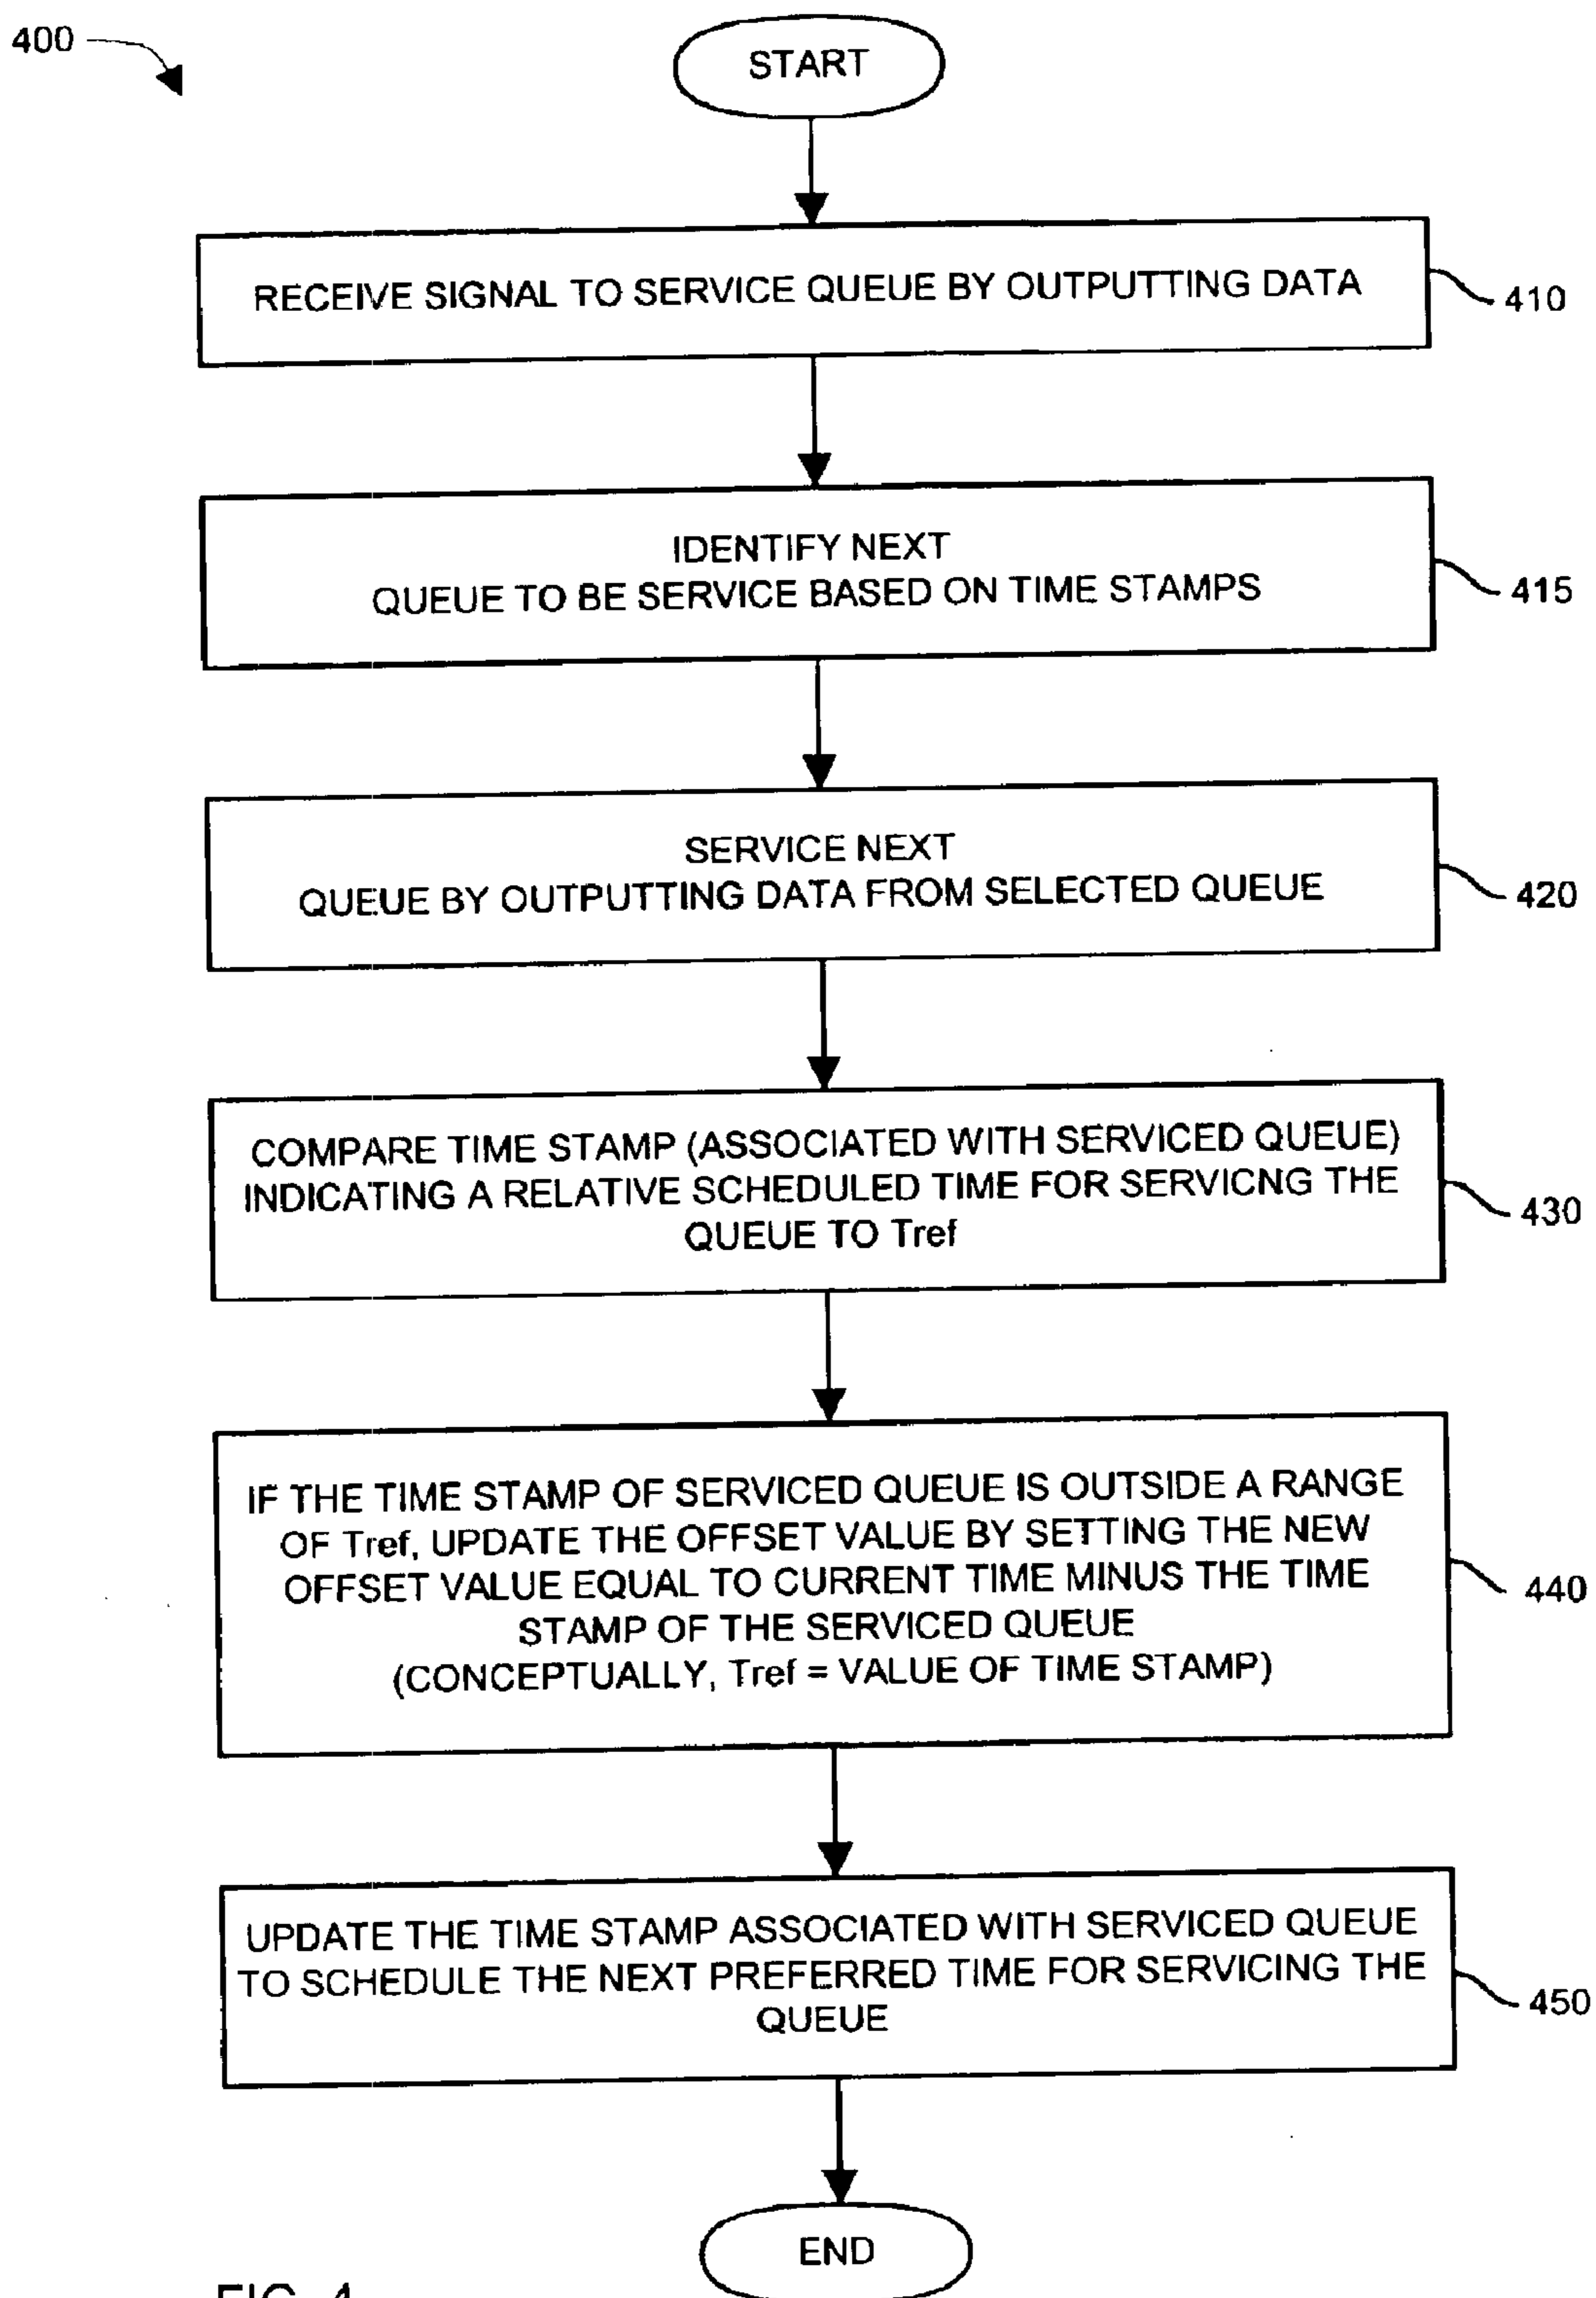 400
START
RECEIVE SIGNAL TO SERVICE QUEUE BY OUTPUTTING DATA
410
IDENTIFY NEXT
QUEUE TO BE SERVICE BASED ON TIME STAMPS
415
SERVICE NEXT
QUEUE BY OUTPUTTING DATA FROM SELECTED QUEUE
420
COMPARE TIME STAMP (ASSOCIATED WITH SERVICED QUEUE)
INDICATING A RELATIVE SCHEDULED TIME FOR SERVICNG THE
QUEUE TO Tref
430
IF THE TIME STAMP OF SERVICED QUEUE IS OUTSIDE A RANGE
OF Tref, UPDATE THE OFFSET VALUE BY SETTING THE NEW
OFFSET VALUE EQUAL TO CURRENT TIME MINUS THE TIME
STAMP OF THE SERVICED QUEUE
(CONCEPTUALLY, Tref = VALUE OF TIME STAMP)
440
UPDATE THE TIME STAMP ASSOCIATED WITH SERVICED QUEUE
TO SCHEDULE THE NEXT PREFERRED TIME FOR SERVICING THE
QUEUE
450
END
FIG. 4